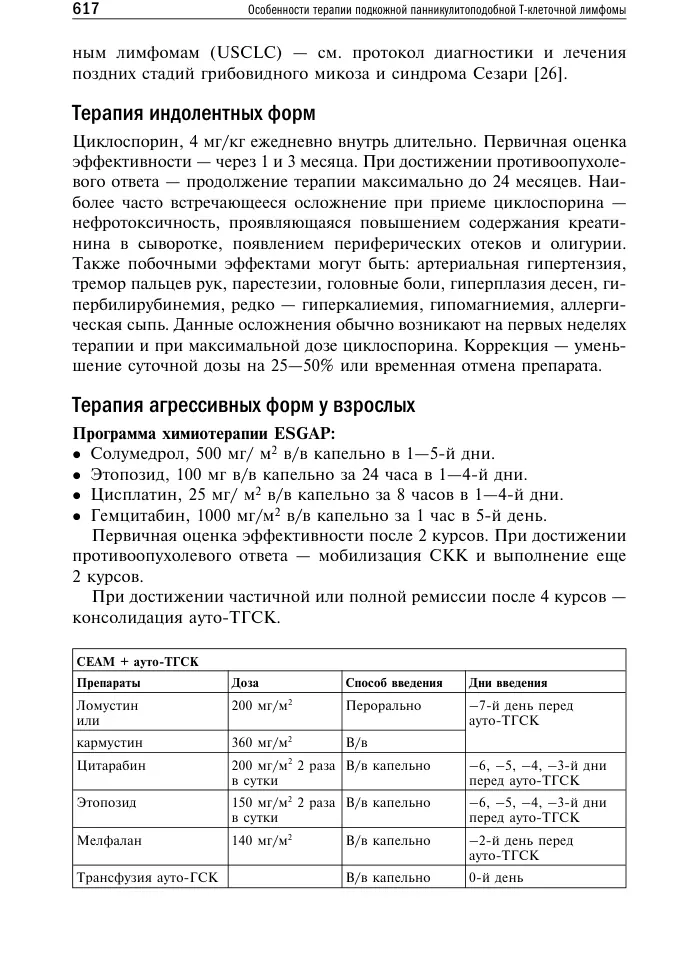 617
Особенности терапии подкожной панникулитоподобной Т-клеточной лимфомы
ным лимфомам (USCLC) — см. протокол диагностики и лечения
поздних стадий грибовидного микоза и синдрома Сезари [26].
Терапия индолентных форм
Циклоспорин, 4 мг/кг ежедневно внутрь длительно. Первичная оценка
эффективности — через 1 и 3 месяца. При достижении противоопухоле-
вого ответа — продолжение терапии максимально до 24 месяцев. Наи-
более часто встречающееся осложнение при приеме циклоспорина —
нефротоксичность, проявляющаяся повышением содержания креати-
нина в сыворотке, появлением периферических отеков и олигурии.
Также побочными эффектами могут быть: артериальная гипертензия,
тремор пальцев рук, парестезии, головные боли, гиперплазия десен, ги-
пербилирубинемия, редко — гиперкалиемия, гипомагниемия, аллерги-
ческая сыпь. Данные осложнения обычно возникают на первых неделях
терапии и при максимальной дозе циклоспорина. Коррекция — умень-
шение суточной дозы на 25—50% или временная отмена препарата.
Терапия агрессивных форм у взрослых
Программа химиотерапии ESGAP:
• Солумедрол, 500 мг/ м² в/в капельно в 1—5-й дни.
• Этопозид, 100 мг в/в капельно за 24 часа в 1—4-й дни.
• Цисплатин, 25 мг/ м² в/в капельно за 8 часов в 1—4-й дни.
• Гемцитабин, 1000 мг/м² в/в капельно за 1 час в 5-й день.
Первичная оценка эффективности после 2 курсов. При достижении
противоопухолевого ответа — мобилизация СКК и выполнение еще
2 курсов.
При достижении частичной или полной ремиссии после 4 курсов —
консолидация ауто-ТГСК.
CEAM + ауто-ТГСК
Препараты Доза Способ введения Дни введения
Ломустин 200 мг/м² Перорально −7-й день перед
или ауто-ТГСК
кармустин 360 мг/м² В/в
Цитарабин 200 мг/м² 2 раза В/в капельно −6, −5, −4, −3-й дни
в сутки перед ауто-ТГСК
Этопозид 150 мг/м² 2 раза В/в капельно −6, −5, −4, −3-й дни
в сутки перед ауто-ТГСК
Мелфалан 140 мг/м² В/в капельно −2-й день перед
ауто-ТГСК
Трансфузия ауто-ГСК В/в капельно 0-й день